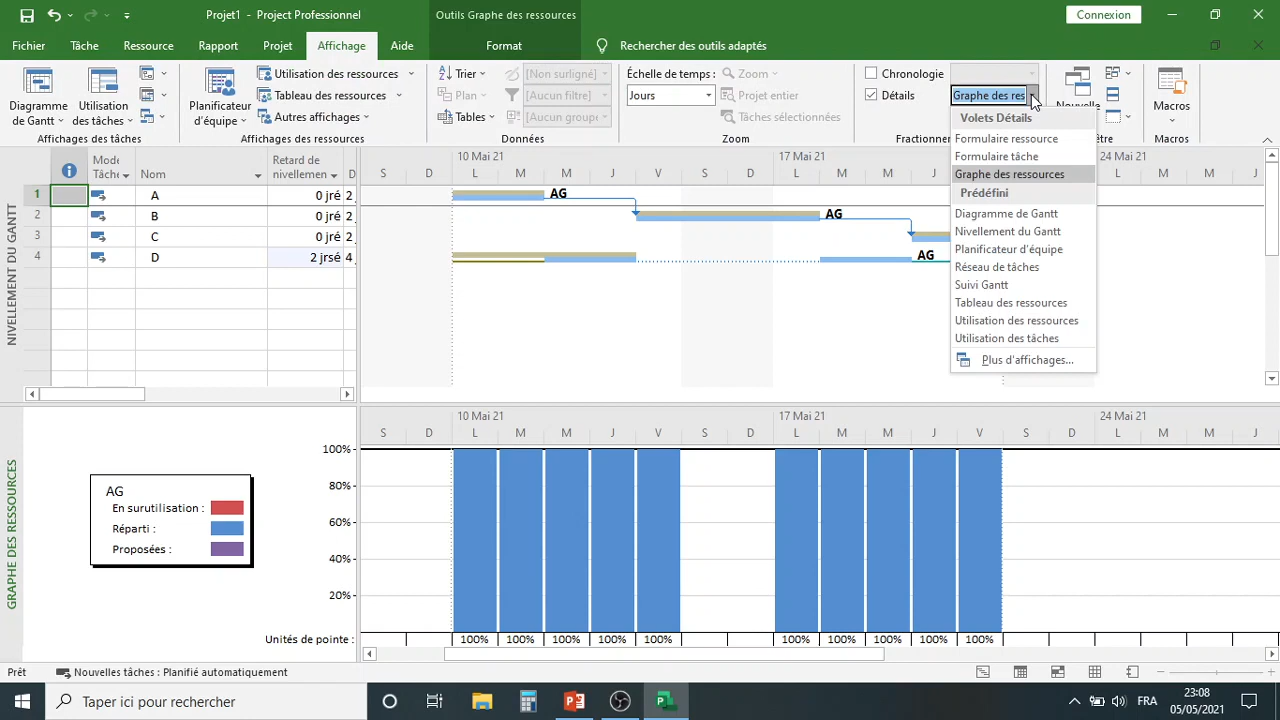 Projet1 - Project Professionnel
Outils Graphe des ressources
Connexion
Fichier Tâche Ressource Rapport Projet Affichage Aide Format Rechercher des outils adaptés
Diagramme de Gantt
Utilisation des tâches
Affichages des tâches
Planificateur d'équipe
Utilisation des ressources
Tableau des ressources
Autres affichages
Affichages des ressources
Trier
Plan
Tables
[Non surligné]
[Aucun filtre]
[Aucun groupe]
Données
Échelle de temps :
Jours
Zoom
Projet entier
Tâches sélectionnées
Zoom
Chronologie
Détails
Graphe des res
Fractionner
Nouvelle
Macros
Macros
Volets Détails
Formulaire ressource
Formulaire tâche
Graphe des ressources
Prédéfini
Diagramme de Gantt
Nivellement du Gantt
Planificateur d'équipe
Réseau de tâches
Suivi Gantt
Tableau des ressources
Utilisation des ressources
Utilisation des tâches
Plus d'affichages...
NIVELLEMENT DU GANTT
Mode Tâche
Nom
Retard de nivellemen
D
10 Mai 21 17 Mai 21 24 Mai 21
S D L M M J V S D L M M J L M M J
1 A 0 jré 2 AG
2 B 0 jré 2 AG
3 C 0 jré 2
4 D 2 jrsé 4 AG
GRAPHE DES RESSOURCES
10 Mai 21 17 Mai 21 24 Mai 21
S D L M M J V S D L M M J V S D L M M J
AG
En surutilisation :
Réparti :
Proposées :
100%
80%
60%
40%
20%
Unités de pointe : 100% 100% 100% 100% 100% 100% 100% 100% 100% 100%
Prêt Nouvelles tâches : Planifié automatiquement
Taper ici pour rechercher
FRA
23:08
05/05/2021